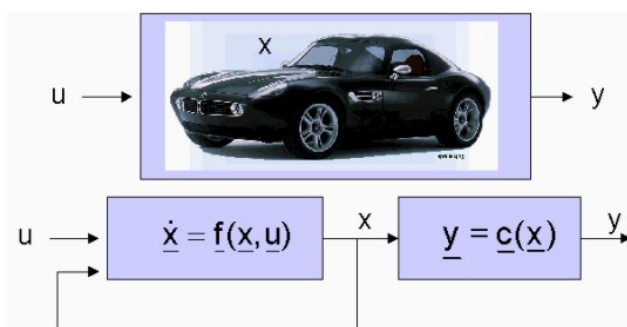 x
u
y
u
ẋ = f(x,u)
x
y = c(x)
y